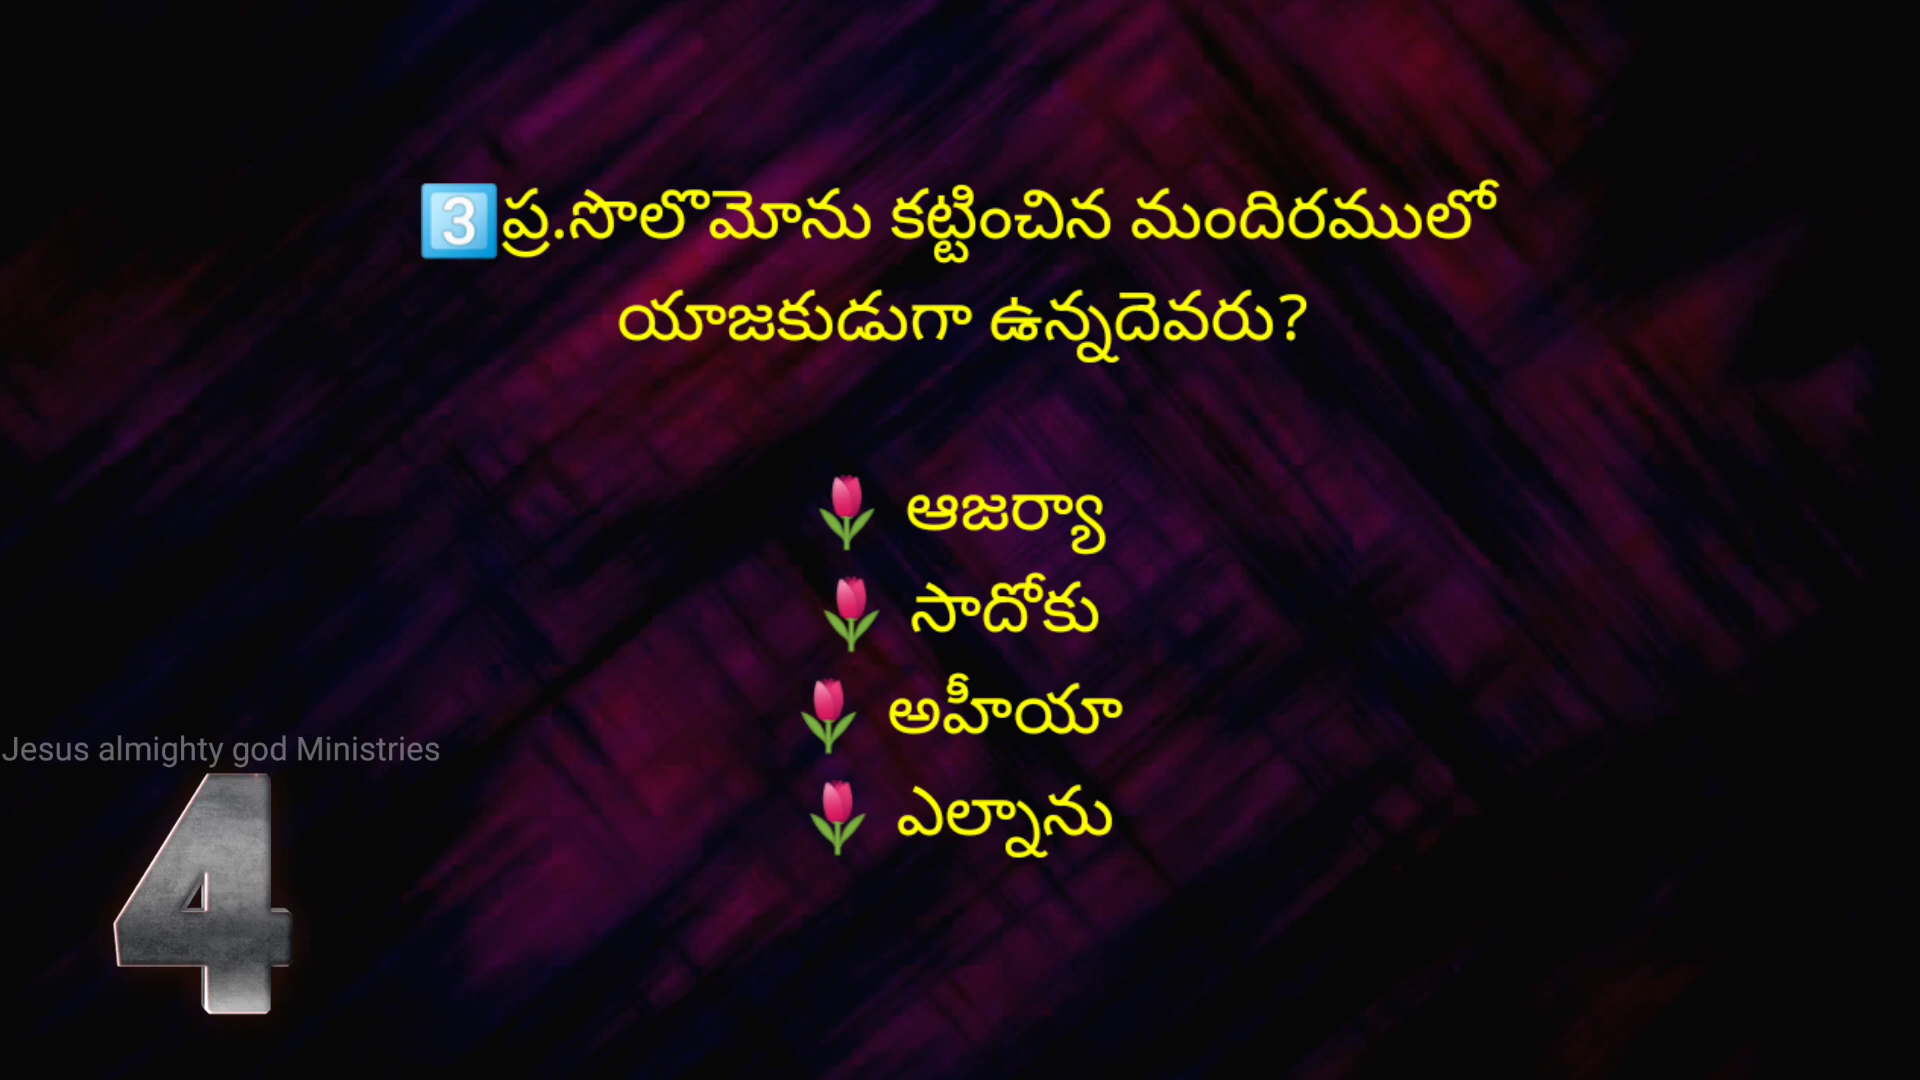 3️⃣ప్ర.సొలొమోను కట్టించిన మందిరములో
యాజకుడుగా ఉన్నదెవరు?
🌷 ఆజర్యా
🌷 సాదోకు
🌷 అహీయా
🌷 ఎల్నాను
Jesus almighty god Ministries
4